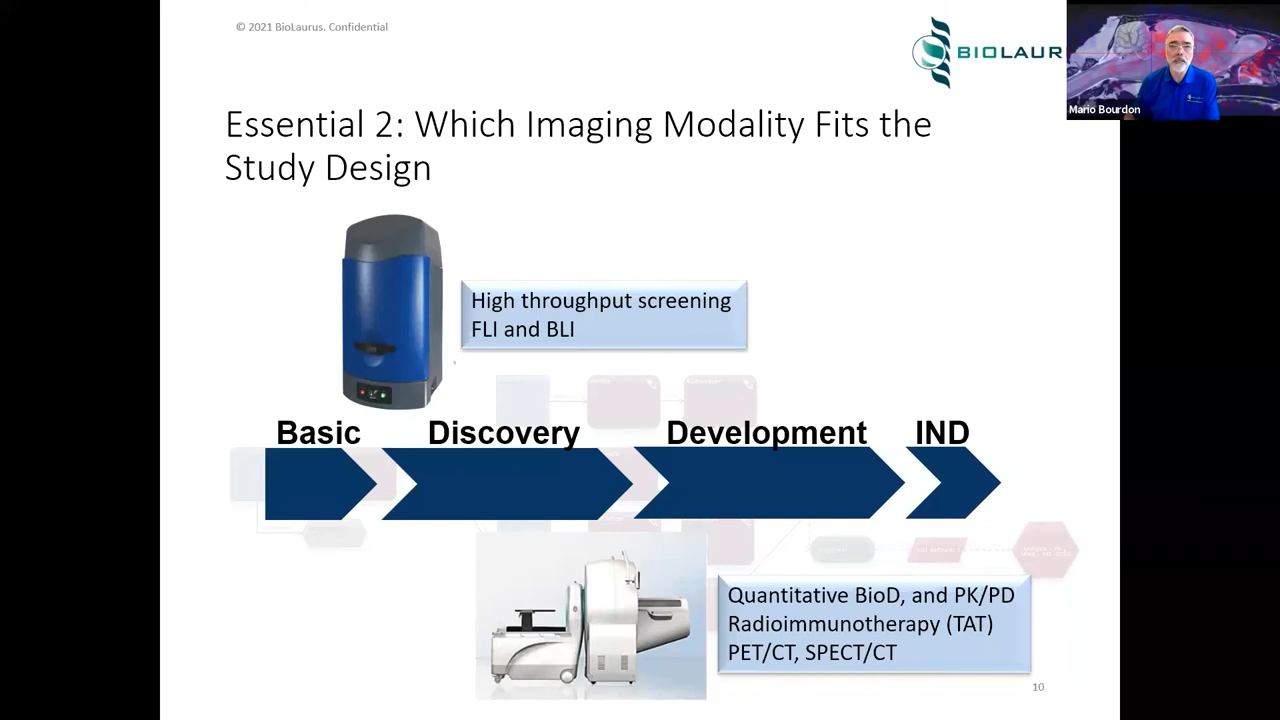 © 2021 BioLaurus. Confidential
BIOLAUR
Mario Bourdon
Essential 2: Which Imaging Modality Fits the
Study Design
High throughput screening
FLI and BLI
Basic
Discovery
Development
IND
Quantitative BioD, and PK/PD
Radioimmunotherapy (TAT)
PET/CT, SPECT/CT
10